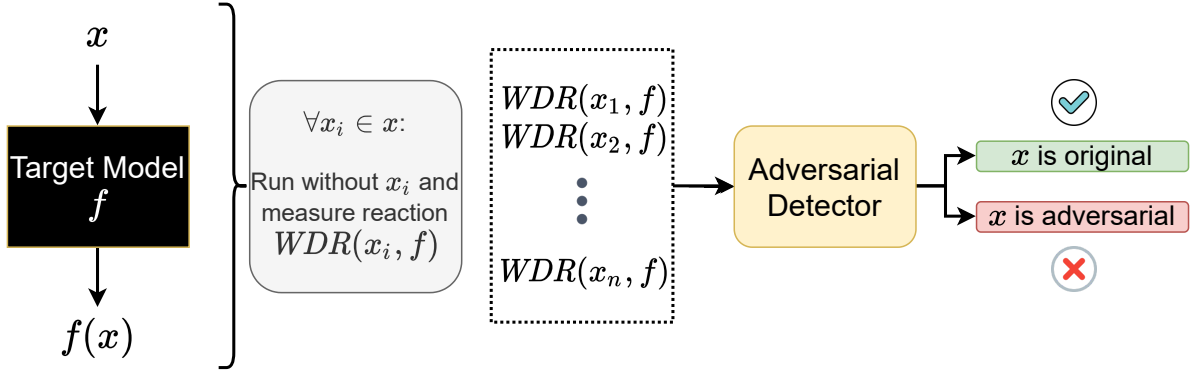 x
Target Model
f
f(x)
∀x_i ∈ x:
Run without x_i and
measure reaction
WDR(x_i, f)
WDR(x_1, f)
WDR(x_2, f)
WDR(x_n, f)
Adversarial
Detector
x is original
x is adversarial